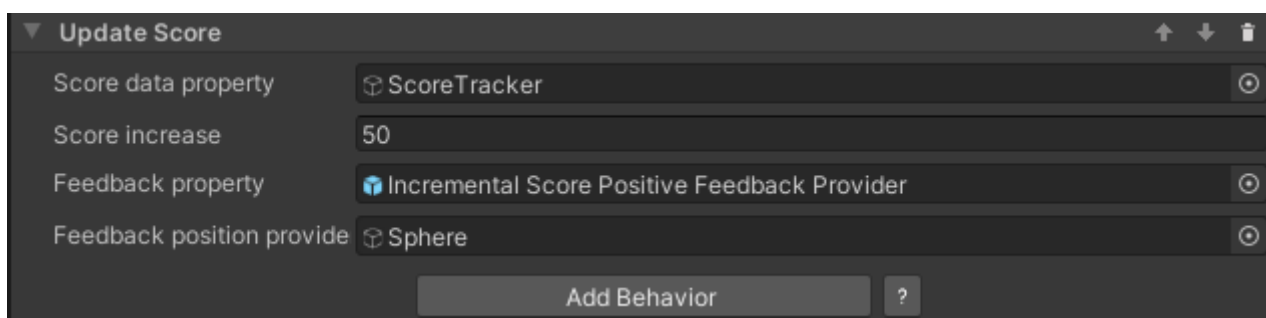 Update Score
Score data property ScoreTracker
Score increase 50
Feedback property Incremental Score Positive Feedback Provider
Feedback position provide Sphere
Add Behavior ?